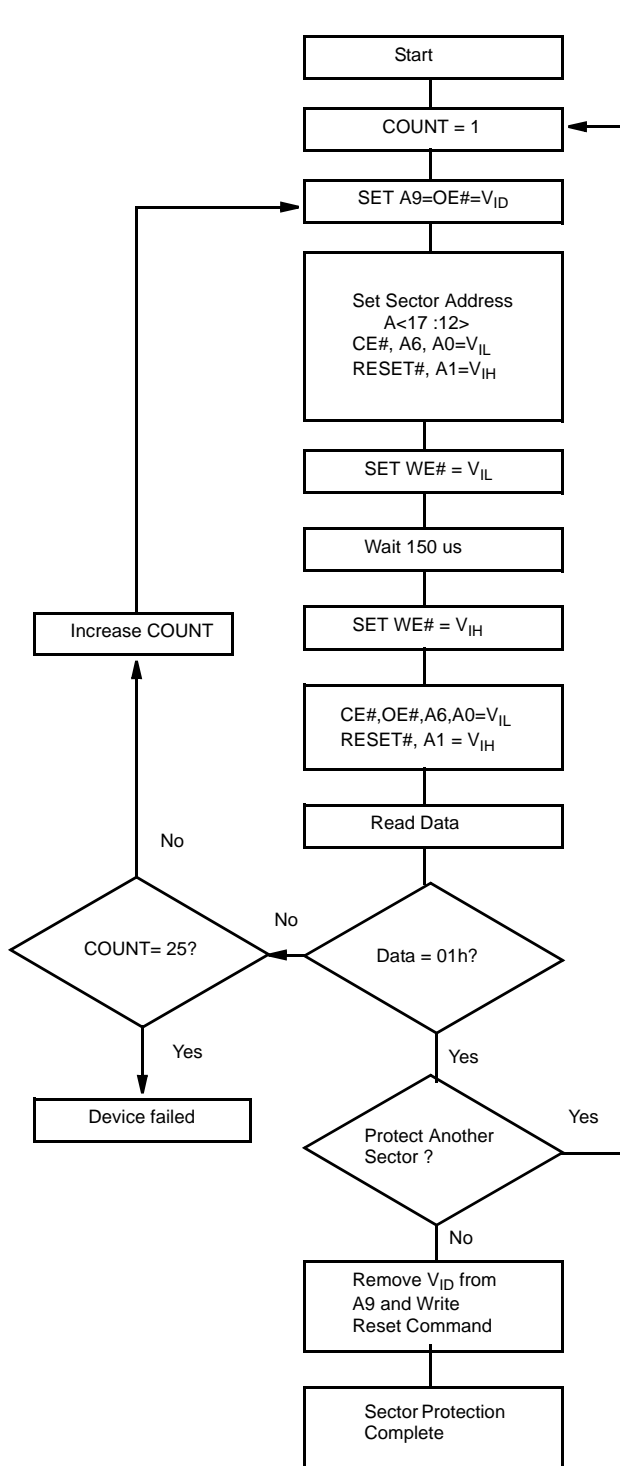 Start
COUNT = 1
SET A9=OE#=VID
Set Sector Address
A<17 :12>
CE#, A6, A0=VIL
RESET#, A1=VIH
SET WE# = VIL
Wait 150 us
Increase COUNT
SET WE# = VIH
CE#,OE#,A6,A0=VIL
RESET#, A1 = VIH
Read Data
No
COUNT= 25?
No
Data = 01h?
Yes
Device failed
Yes
Protect Another
Sector ?
Yes
No
Remove VID from
A9 and Write
Reset Command
Sector Protection
Complete